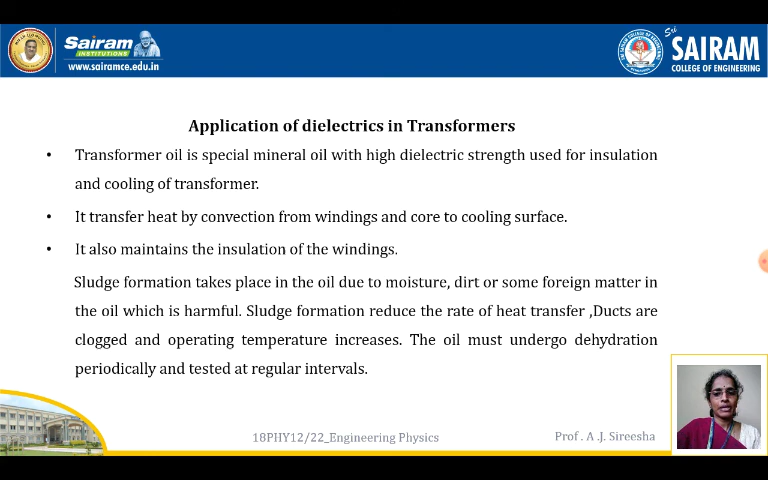 Sairam
INSTITUTIONS
www.sairamce.edu.in
Sri
SAIRAM
COLLEGE OF ENGINEERING
Application of dielectrics in Transformers
• Transformer oil is special mineral oil with high dielectric strength used for insulation
and cooling of transformer.
• It transfer heat by convection from windings and core to cooling surface.
• It also maintains the insulation of the windings.
Sludge formation takes place in the oil due to moisture, dirt or some foreign matter in
the oil which is harmful. Sludge formation reduce the rate of heat transfer ,Ducts are
clogged and operating temperature increases. The oil must undergo dehydration
periodically and tested at regular intervals.
18PHY12/22_Engineering Physics
Prof . A .J. Sireesha